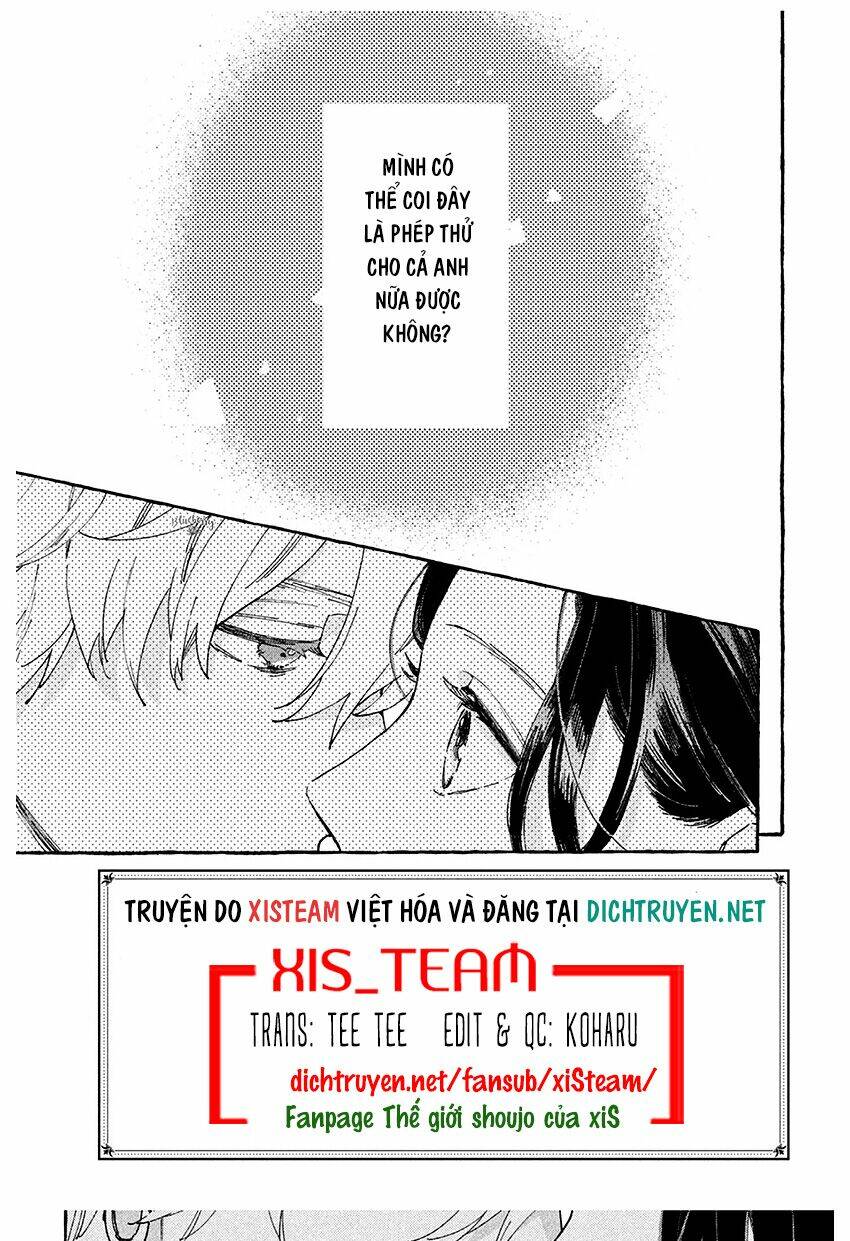 MÌNH CÓ
THỂ COI ĐÂY
LÀ PHÉP THỬ
CHO CẢ ANH
NỮA ĐƯỢC
KHÔNG?
TRUYỆN DO XISTEAM VIỆT HÓA VÀ ĐĂNG TẠI DICHTRUYEN.NET
XIS_TEAM
TRANS: TEE TEE EDIT & QC: KOHARU
dichtruyen.net/fansub/xiSteam/
Fanpage Thế giới shoujo của xiS